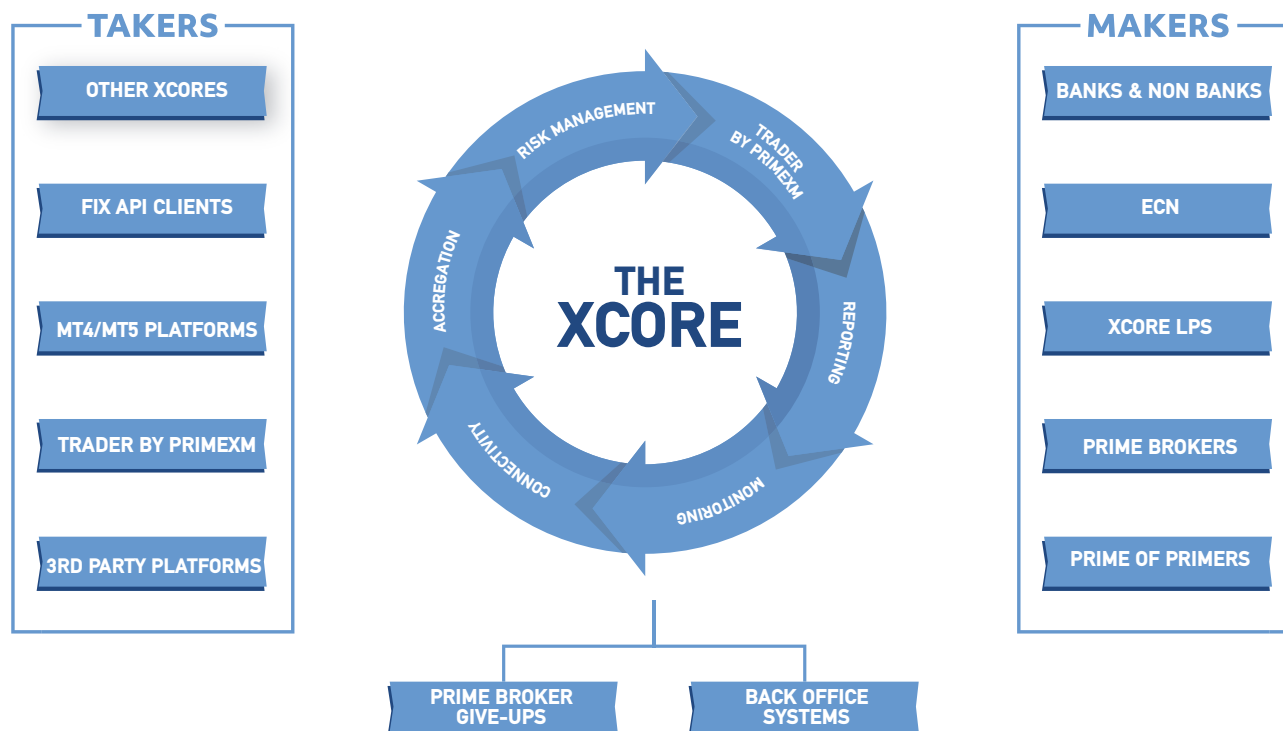 TAKERS
OTHER XCORES
FIX API CLIENTS
MT4/MT5 PLATFORMS
TRADER BY PRIMEXM
3RD PARTY PLATFORMS
THE
XCORE
RISK MANAGEMENT
TRADER
BY PRIMEXM
REPORTING
MONITORING
CONNECTIVITY
ACCREGATION
MAKERS
BANKS & NON BANKS
ECN
XCORE LPS
PRIME BROKERS
PRIME OF PRIMERS
PRIME BROKER
GIVE-UPS
BACK OFFICE
SYSTEMS